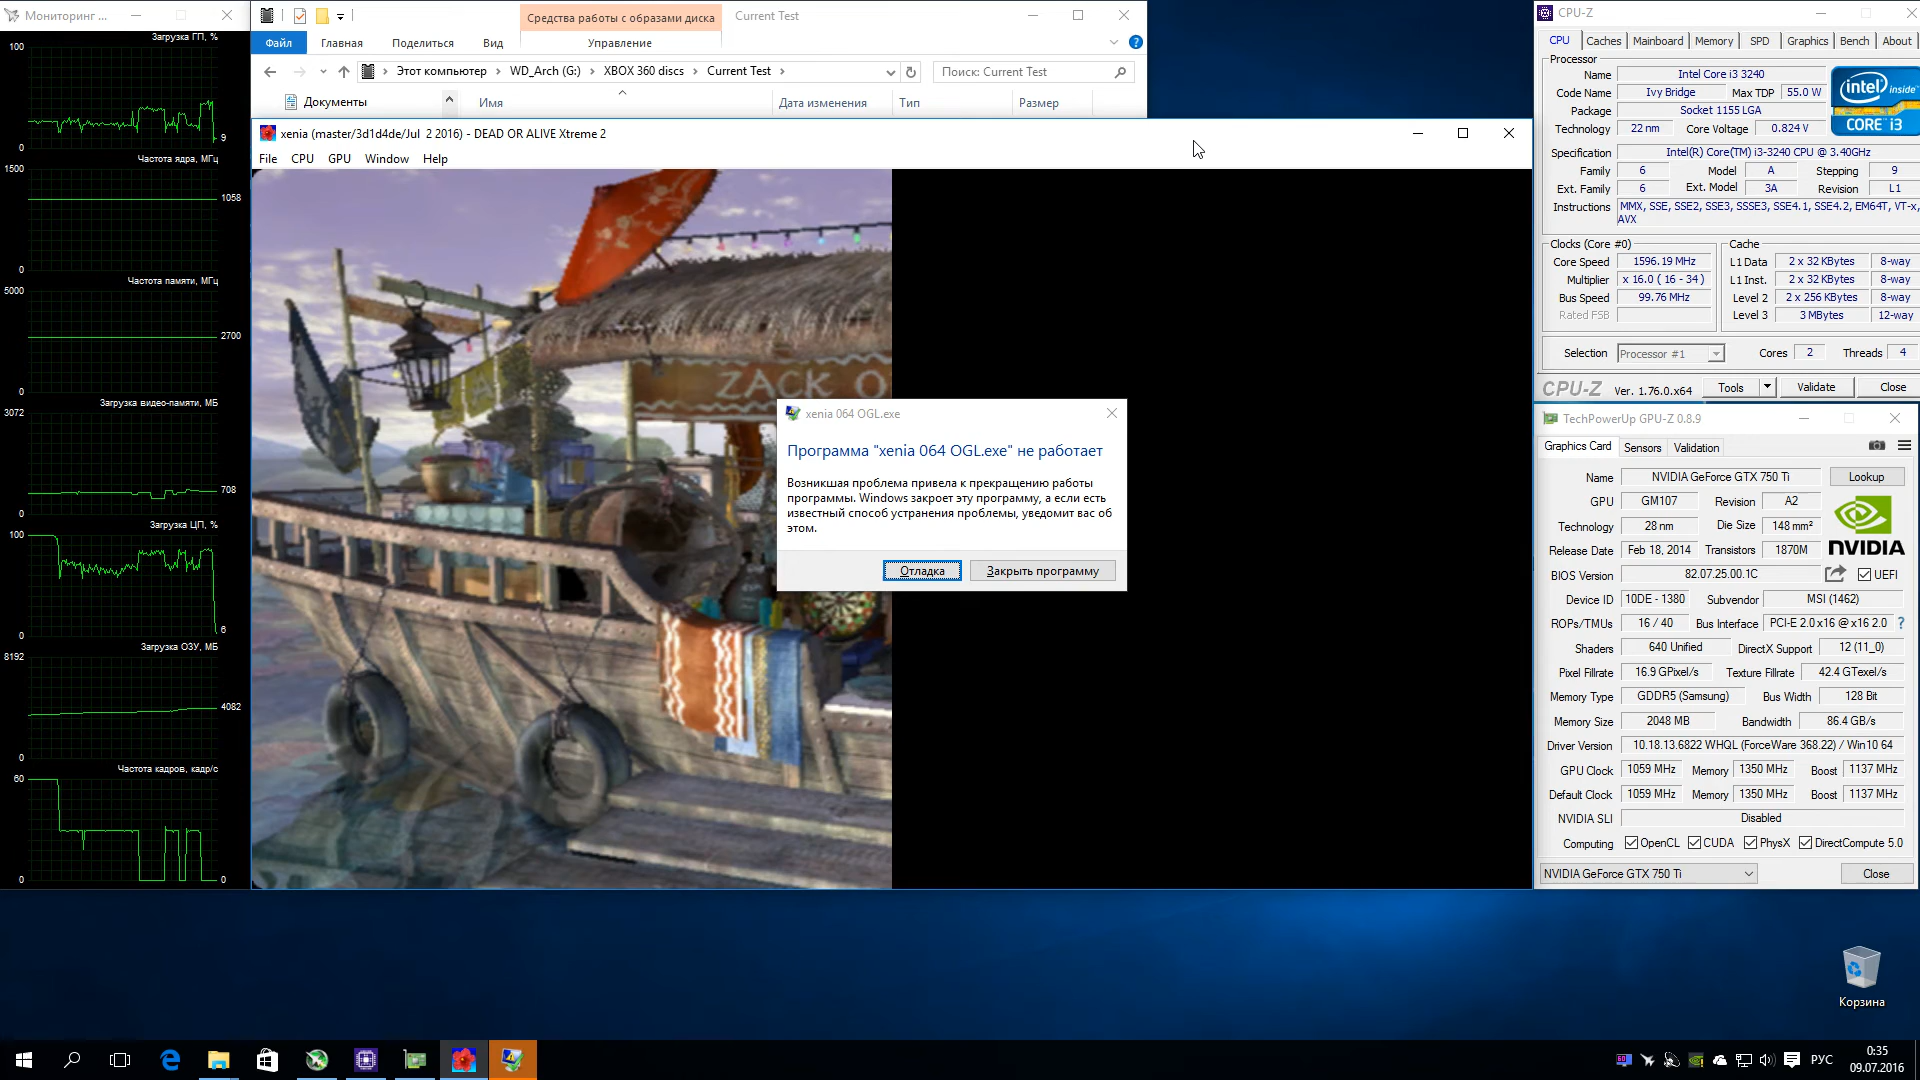 Мониторинг ...
Загрузка ГП, %
100
9
0
Частота ядра, МГц
1500
1058
0
Частота памяти, МГц
5000
2700
0
Загрузка видео-памяти, МБ
3072
708
0
Загрузка ЦП, %
100
6
0
Загрузка ОЗУ, МБ
8192
4082
0
Частота кадров, кадр/с
60
0
0
Средства работы с образами диска
Current Test
Файл
Главная
Поделиться
Вид
Управление
Этот компьютер
WD_Arch (G:)
XBOX 360 discs
Current Test
Поиск: Current Test
Документы
Имя
Дата изменения
Тип
Размер
xenia (master/3d1d4de/Jul  2 2016) - DEAD OR ALIVE Xtreme 2
File CPU GPU Window Help
ZACK O
xenia 064 OGL.exe
Программа "xenia 064 OGL.exe" не работает
Возникшая проблема привела к прекращению работы
программы. Windows закроет эту программу, а если есть
известный способ устранения проблемы, уведомит вас об
этом.
Отладка
Закрыть программу
CPU-Z
CPU Caches Mainboard Memory SPD Graphics Bench About
Processor
Name Intel Core i3 3240
Code Name Ivy Bridge Max TDP 55.0 W
Package Socket 1155 LGA
Technology 22 nm Core Voltage 0.824 V
intel inside
CORE i3
Specification Intel(R) Core(TM) i3-3240 CPU @ 3.40GHz
Family 6 Model A Stepping 9
Ext. Family 6 Ext. Model 3A Revision L1
Instructions MMX, SSE, SSE2, SSE3, SSSE3, SSE4.1, SSE4.2, EM64T, VT-x,
AVX
Clocks (Core #0)
Core Speed 1596.19 MHz
Multiplier x 16.0 ( 16 - 34 )
Bus Speed 99.76 MHz
Rated FSB
Cache
L1 Data 2 x 32 KBytes 8-way
L1 Inst. 2 x 32 KBytes 8-way
Level 2 2 x 256 KBytes 8-way
Level 3 3 MBytes 12-way
Selection Processor #1 Cores 2 Threads 4
CPU-Z Ver. 1.76.0.x64 Tools Validate Close
TechPowerUp GPU-Z 0.8.9
Graphics Card Sensors Validation
Name NVIDIA GeForce GTX 750 Ti Lookup
GPU GM107 Revision A2
Technology 28 nm Die Size 148 mm²
Release Date Feb 18, 2014 Transistors 1870M
NVIDIA
BIOS Version 82.07.25.00.1C UEFI
Device ID 10DE - 1380 Subvendor MSI (1462)
ROPs/TMUs 16 / 40 Bus Interface PCI-E 2.0 x16 @ x16 2.0 ?
Shaders 640 Unified DirectX Support 12 (11_0)
Pixel Fillrate 16.9 GPixel/s Texture Fillrate 42.4 GTexel/s
Memory Type GDDR5 (Samsung) Bus Width 128 Bit
Memory Size 2048 MB Bandwidth 86.4 GB/s
Driver Version 10.18.13.6822 WHQL (ForceWare 368.22) / Win10 64
GPU Clock 1059 MHz Memory 1350 MHz Boost 1137 MHz
Default Clock 1059 MHz Memory 1350 MHz Boost 1137 MHz
NVIDIA SLI Disabled
Computing OpenCL CUDA PhysX DirectCompute 5.0
NVIDIA GeForce GTX 750 Ti Close
Корзина
РУС
0:35
09.07.2016